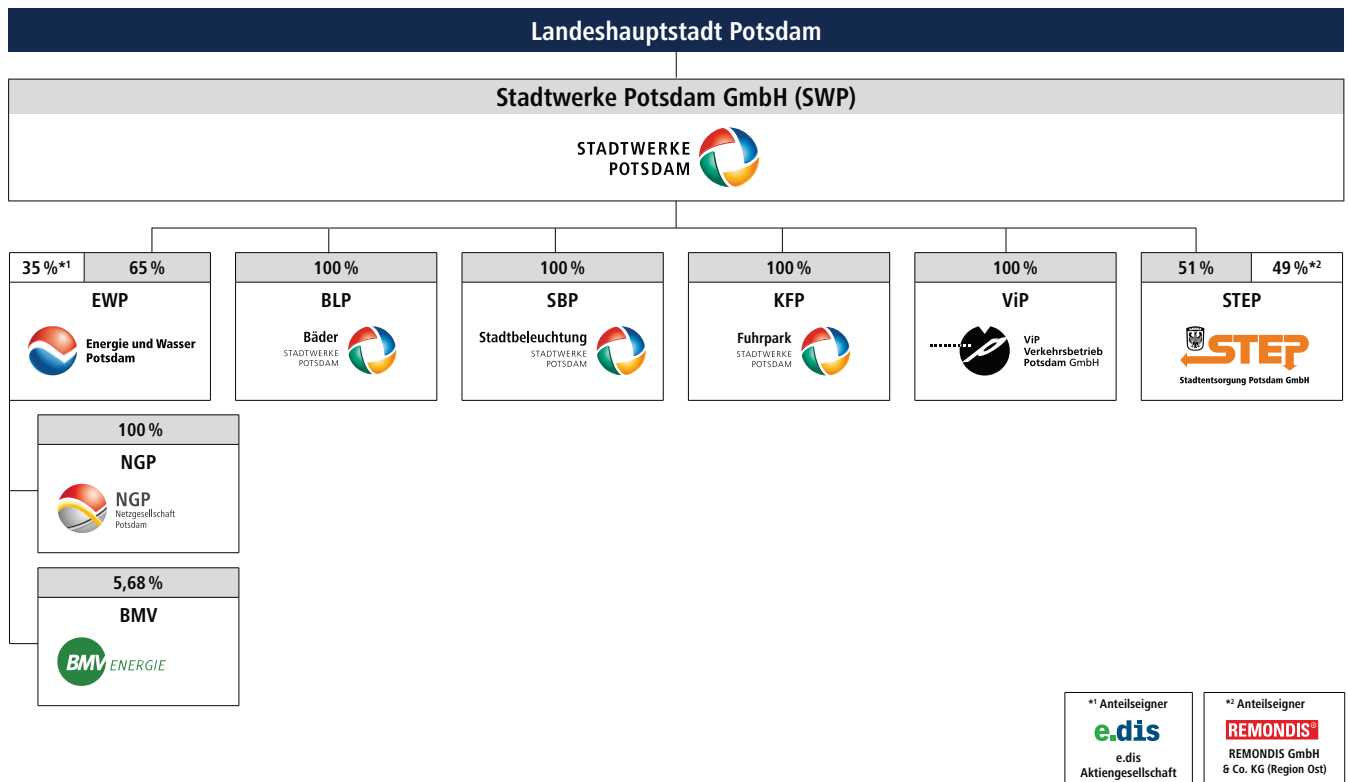 Landeshauptstadt Potsdam
Stadtwerke Potsdam GmbH (SWP)
STADTWERKE
POTSDAM
35 %*1
65 %
EWP
Energie und Wasser
Potsdam
100 %
BLP
Bäder
STADTWERKE
POTSDAM
100 %
SBP
Stadtbeleuchtung
STADTWERKE
POTSDAM
100 %
KFP
Fuhrpark
STADTWERKE
POTSDAM
100 %
ViP
ViP
Verkehrsbetrieb
Potsdam GmbH
51 %
49 %*2
STEP
STEP
Stadtentsorgung Potsdam GmbH
100 %
NGP
NGP
Netzgesellschaft
Potsdam
5,68 %
BMV
BMV ENERGIE
*1 Anteilseigner
e.dis
e.dis
Aktiengesellschaft
*2 Anteilseigner
REMONDIS®
REMONDIS GmbH
& Co. KG (Region Ost)